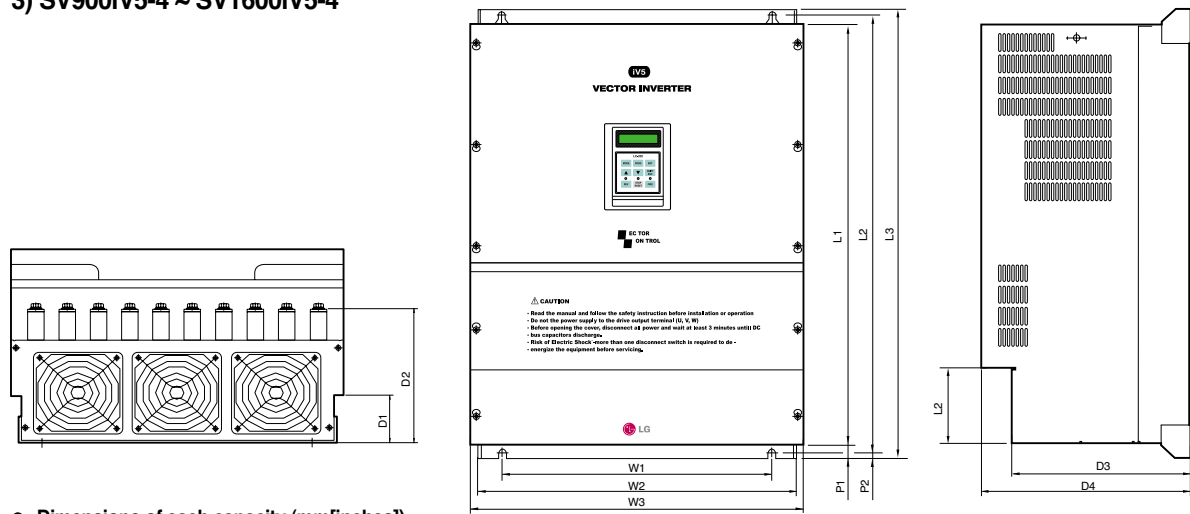 3) SV900iV5-4 ~ SV1600iV5-4
iV5
VECTOR INVERTER
EC TOR
ON TROL
⚠ CAUTION
- Read the manual and follow the safety instruction before installation or operation
- Do not the power supply to the drive output terminal (U, V, W)
- Before opening the cover, disconnect all power and wait at least 3 minutes until DC
- bus capacitors discharge.
- Risk of Electric Shock-more than one disconnect switch is required to de -
- energize the equipment before servicing.
LG
L1
L2
L3
D1
D2
L2
W1
W2
W3
P1
P2
D3
D4
Dimensions of each capacity (mm[inches])